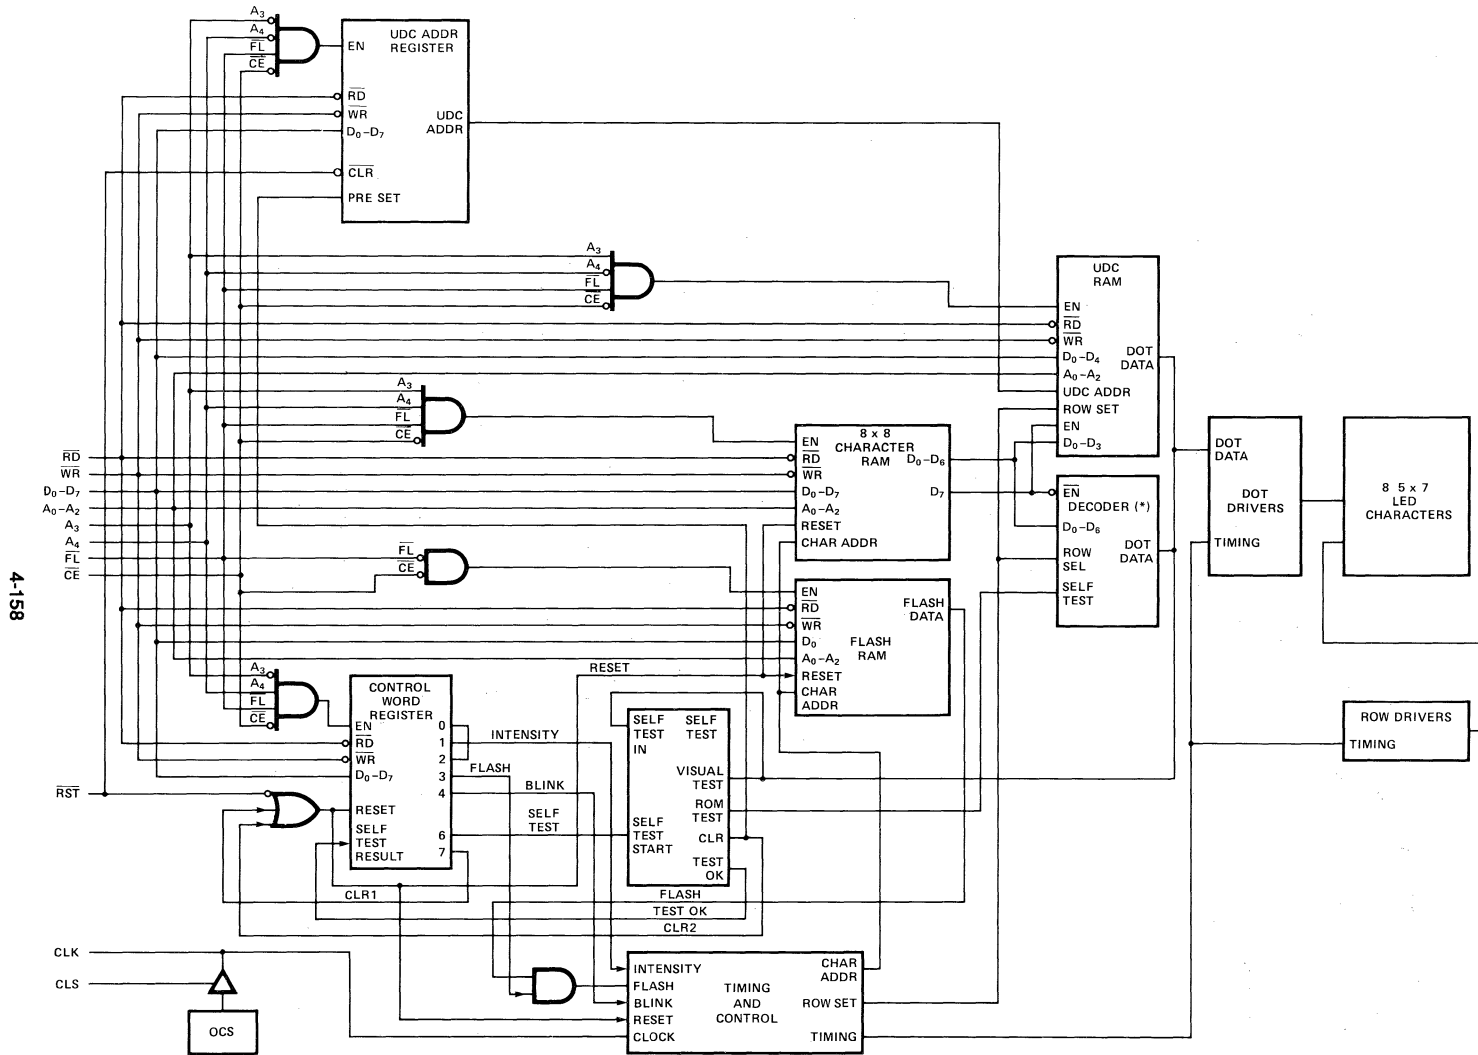 A3
A4
FL
CE
EN
UDC ADDR
REGISTER
RD
WR
D0-D7
UDC
ADDR
CLR
PRE SET
A3
A4
FL
CE
UDC
RAM
EN
RD
WR
D0-D4
A0-A2
UDC ADDR
ROW SET
EN
D0-D3
DOT
DATA
A3
A4
FL
CE
8 x 8
CHARACTER
RAM
EN
RD
WR
D0-D7
A0-A2
RESET
CHAR ADDR
D0-D6
D7
EN
DECODER (*)
D0-D6
ROW
SEL
SELF
TEST
DOT
DATA
DOT
DATA
DOT
DRIVERS
TIMING
8 5 x 7
LED
CHARACTERS
RD
WR
D0-D7
A0-A2
A3
A4
FL
CE
FL
CE
EN
RD
WR
D0
A0-A2
RESET
CHAR
ADDR
FLASH
DATA
FLASH
RAM
4-158
A3
A4
FL
CE
CONTROL
WORD
REGISTER
EN
RD
WR
D0-D7
RESET
SELF
TEST
RESULT
0
1
2
3
4
6
7
RESET
INTENSITY
FLASH
BLINK
SELF
TEST
SELF
TEST
IN
SELF
TEST
VISUAL
TEST
ROM
TEST
SELF
TEST
START
CLR
TEST
OK
ROW DRIVERS
TIMING
RST
CLR1
FLASH
TEST OK
CLR2
CLK
CLS
OCS
INTENSITY
FLASH
BLINK
RESET
CLOCK
TIMING
AND
CONTROL
CHAR
ADDR
ROW SET
TIMING